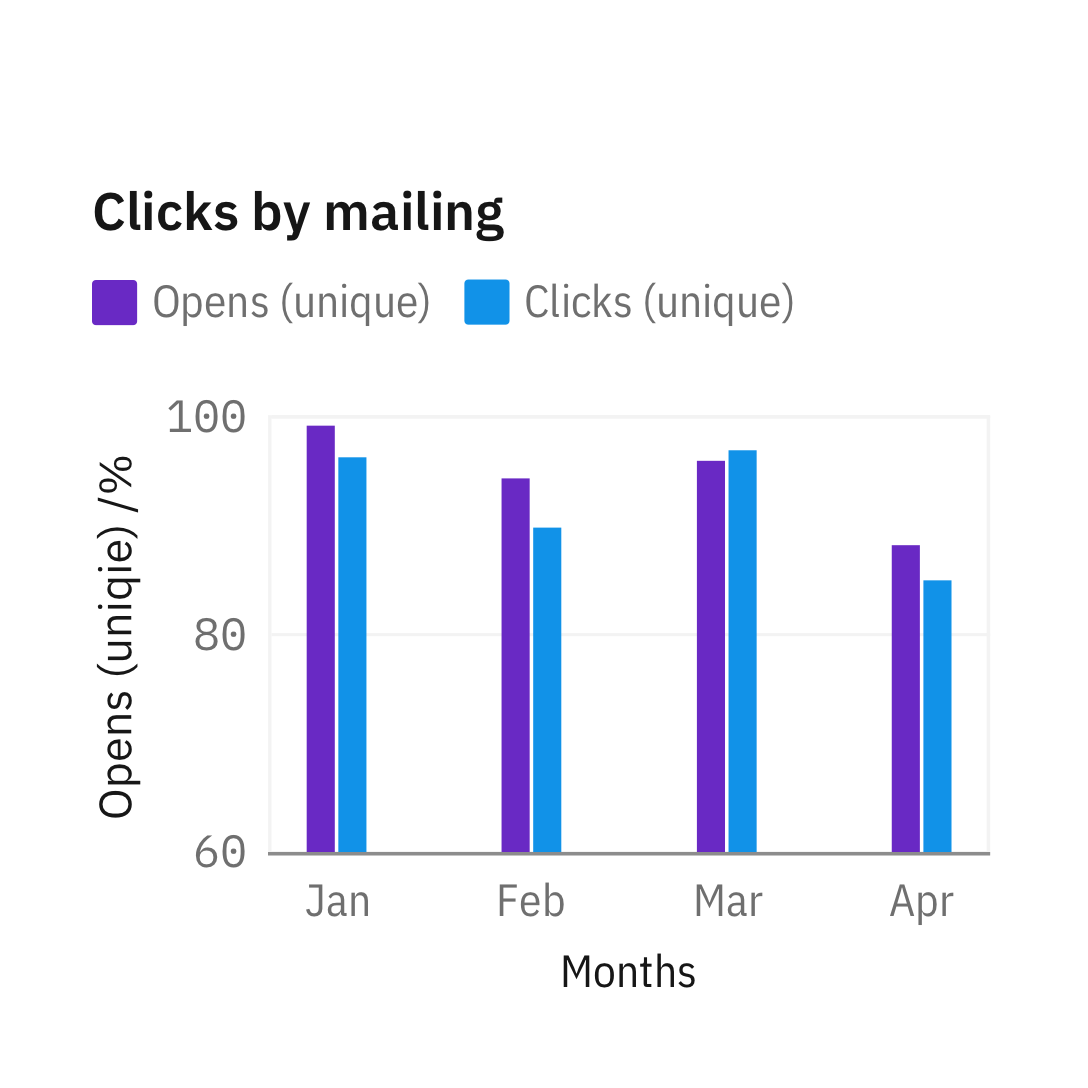 Clicks by mailing
Opens (unique) Clicks (unique)
100
80
60
Opens (uniqie) /%
Jan Feb Mar Apr
Months